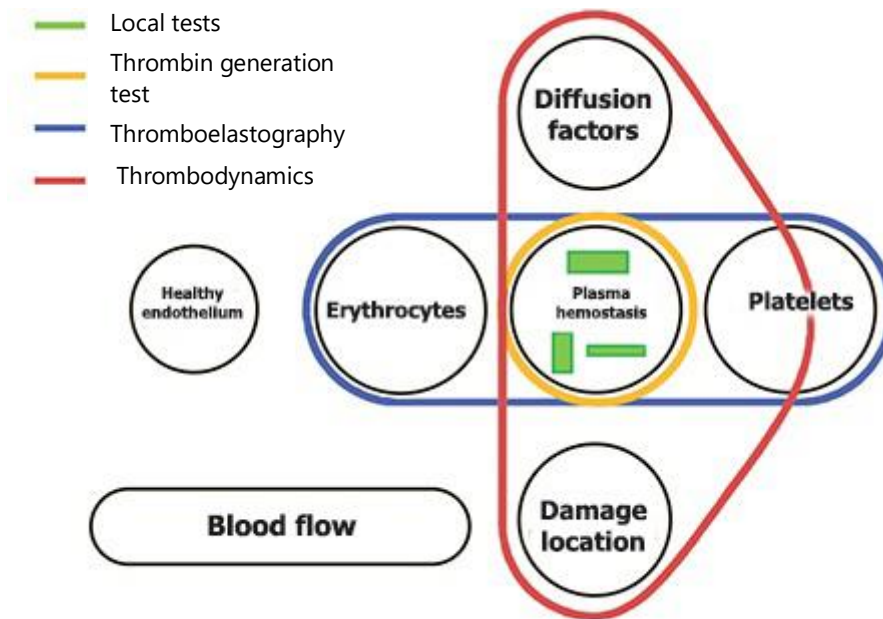 Local tests
Thrombin generation
test
Thromboelastography
Thrombodynamics
Diffusion
factors
Healthy
endothelium
Erythrocytes
Plasma
hemostasis
Platelets
Blood flow
Damage
location